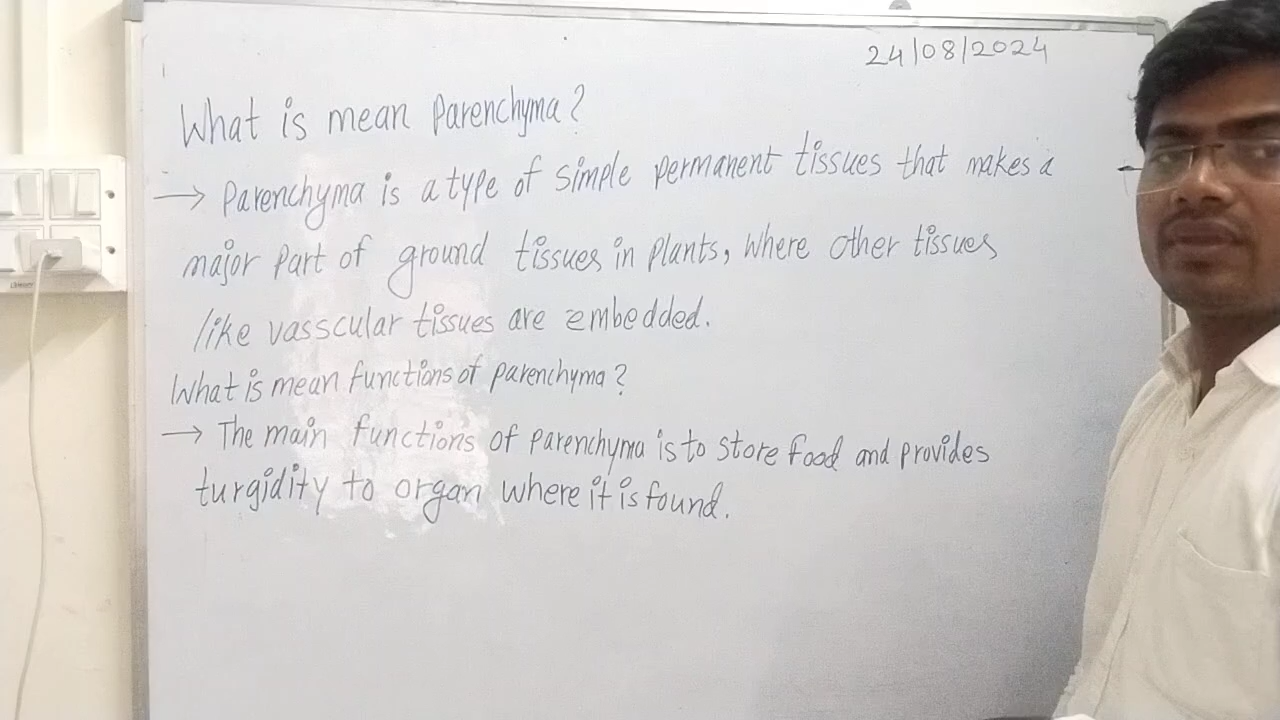 24/08/2024
What is mean parenchyma?
→ Parenchyma is a type of simple permanent tissues that makes a
major part of ground tissues in plants, where other tissues
like vasscular tissues are embedded.
What is mean functions of parenchyma?
→ The main functions of parenchyma is to store food and provides
turgidity to organ where it is found.